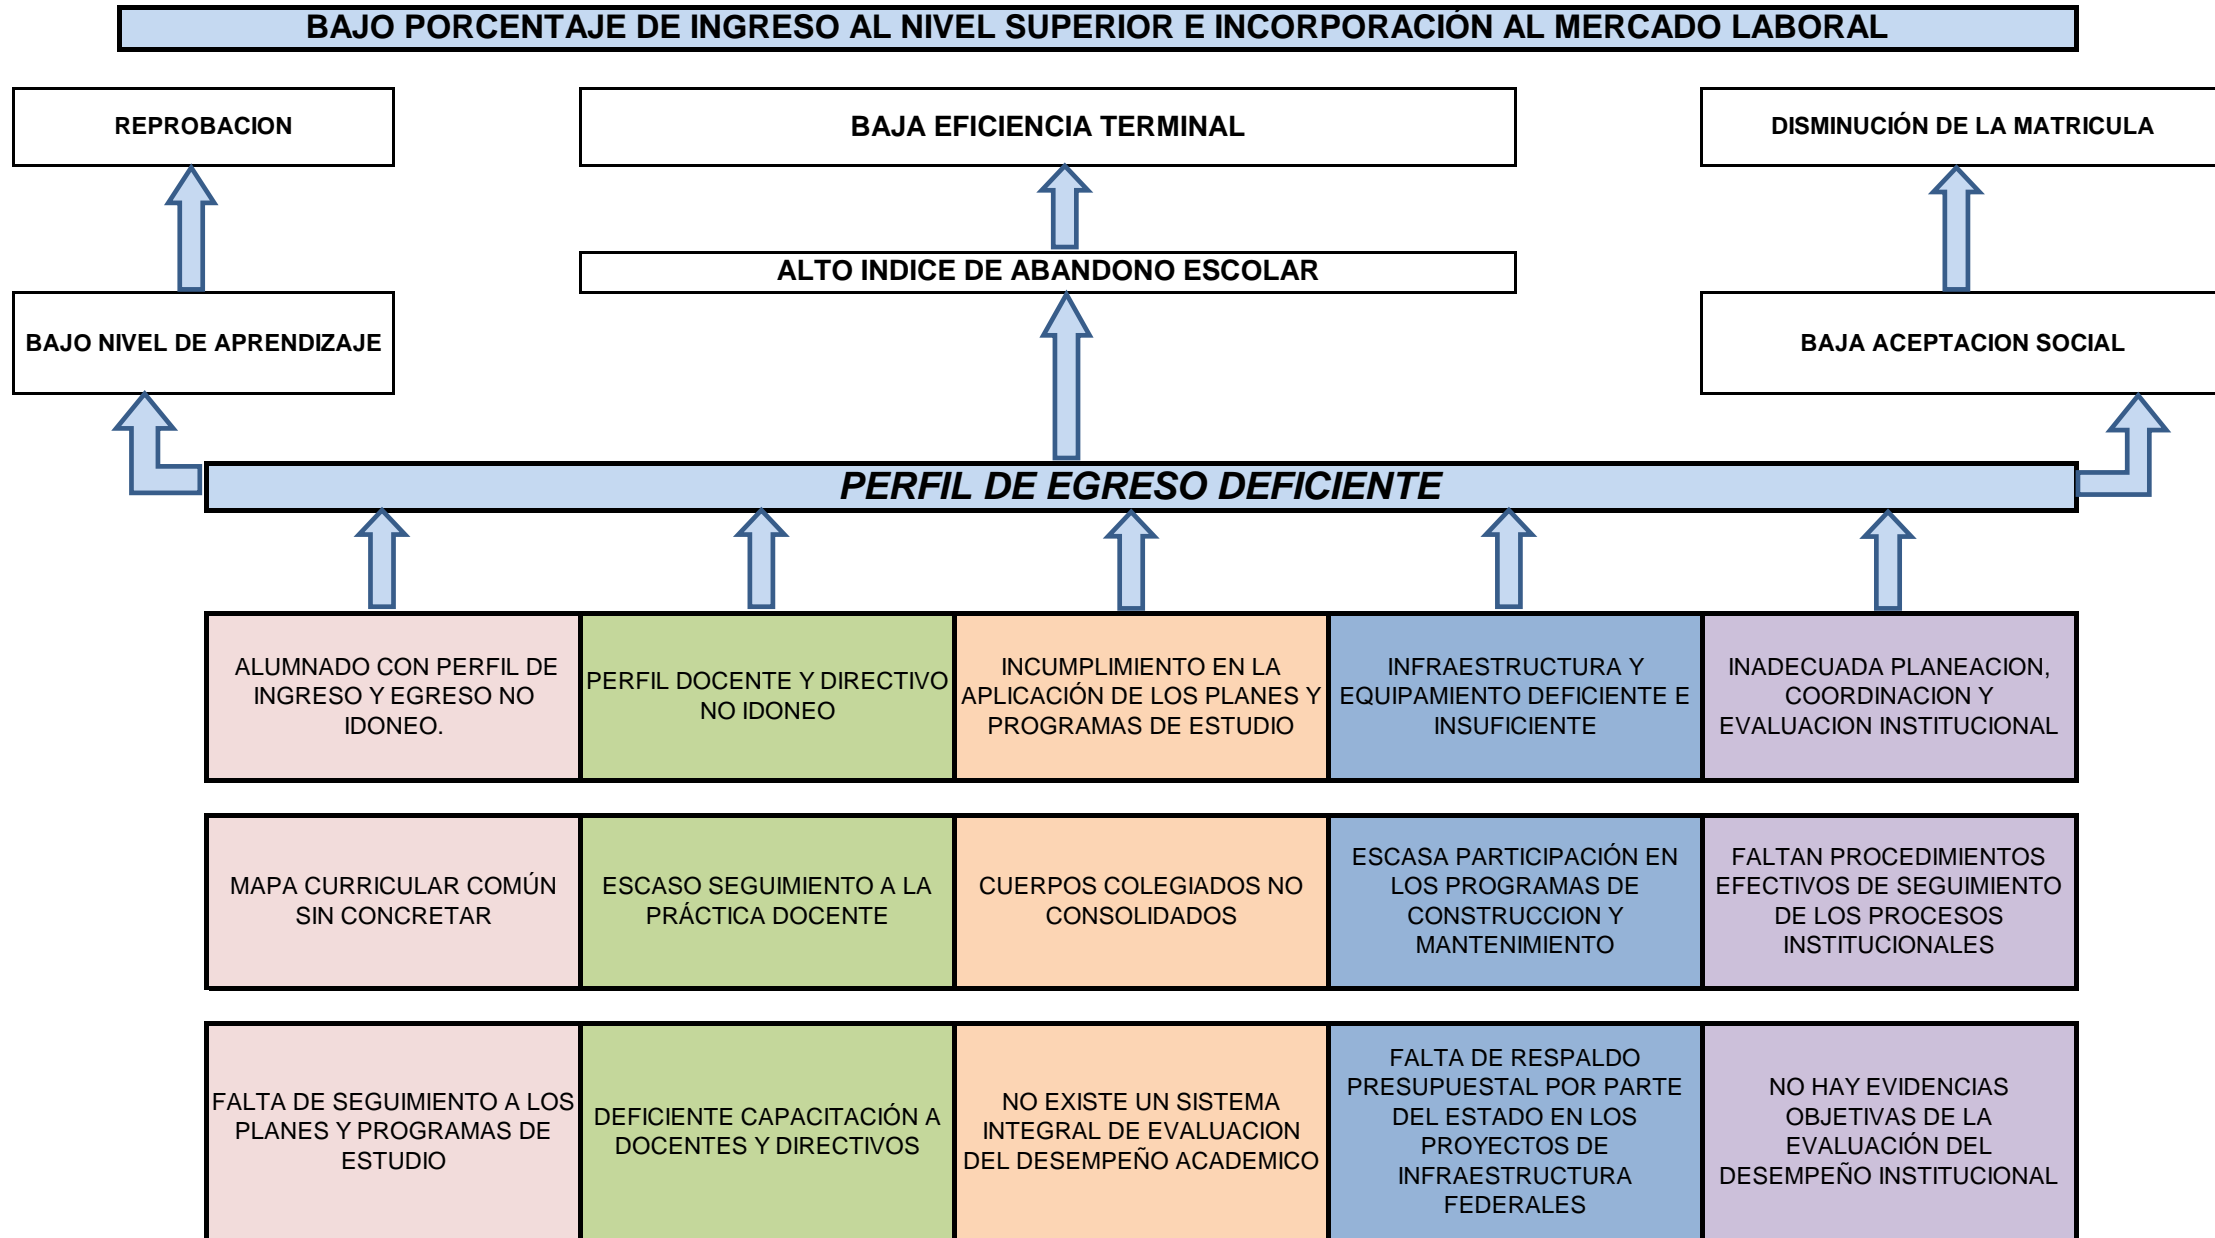 BAJO PORCENTAJE DE INGRESO AL NIVEL SUPERIOR E INCORPORACIÓN AL MERCADO LABORAL
REPROBACION
BAJA EFICIENCIA TERMINAL
DISMINUCIÓN DE LA MATRICULA
ALTO INDICE DE ABANDONO ESCOLAR
BAJO NIVEL DE APRENDIZAJE
BAJA ACEPTACION SOCIAL
PERFIL DE EGRESO DEFICIENTE
ALUMNADO CON PERFIL DE
INGRESO Y EGRESO NO
IDONEO.
PERFIL DOCENTE Y DIRECTIVO
NO IDONEO
INCUMPLIMIENTO EN LA
APLICACIÓN DE LOS PLANES Y
PROGRAMAS DE ESTUDIO
INFRAESTRUCTURA Y
EQUIPAMIENTO DEFICIENTE E
INSUFICIENTE
INADECUADA PLANEACION,
COORDINACION Y
EVALUACION INSTITUCIONAL
MAPA CURRICULAR COMÚN
SIN CONCRETAR
ESCASO SEGUIMIENTO A LA
PRÁCTICA DOCENTE
CUERPOS COLEGIADOS NO
CONSOLIDADOS
ESCASA PARTICIPACIÓN EN
LOS PROGRAMAS DE
CONSTRUCCION Y
MANTENIMIENTO
FALTAN PROCEDIMIENTOS
EFECTIVOS DE SEGUIMIENTO
DE LOS PROCESOS
INSTITUCIONALES
FALTA DE SEGUIMIENTO A LOS
PLANES Y PROGRAMAS DE
ESTUDIO
DEFICIENTE CAPACITACIÓN A
DOCENTES Y DIRECTIVOS
NO EXISTE UN SISTEMA
INTEGRAL DE EVALUACION
DEL DESEMPEÑO ACADEMICO
FALTA DE RESPALDO
PRESUPUESTAL POR PARTE
DEL ESTADO EN LOS
PROYECTOS DE
INFRAESTRUCTURA
FEDERALES
NO HAY EVIDENCIAS
OBJETIVAS DE LA
EVALUACIÓN DEL
DESEMPEÑO INSTITUCIONAL